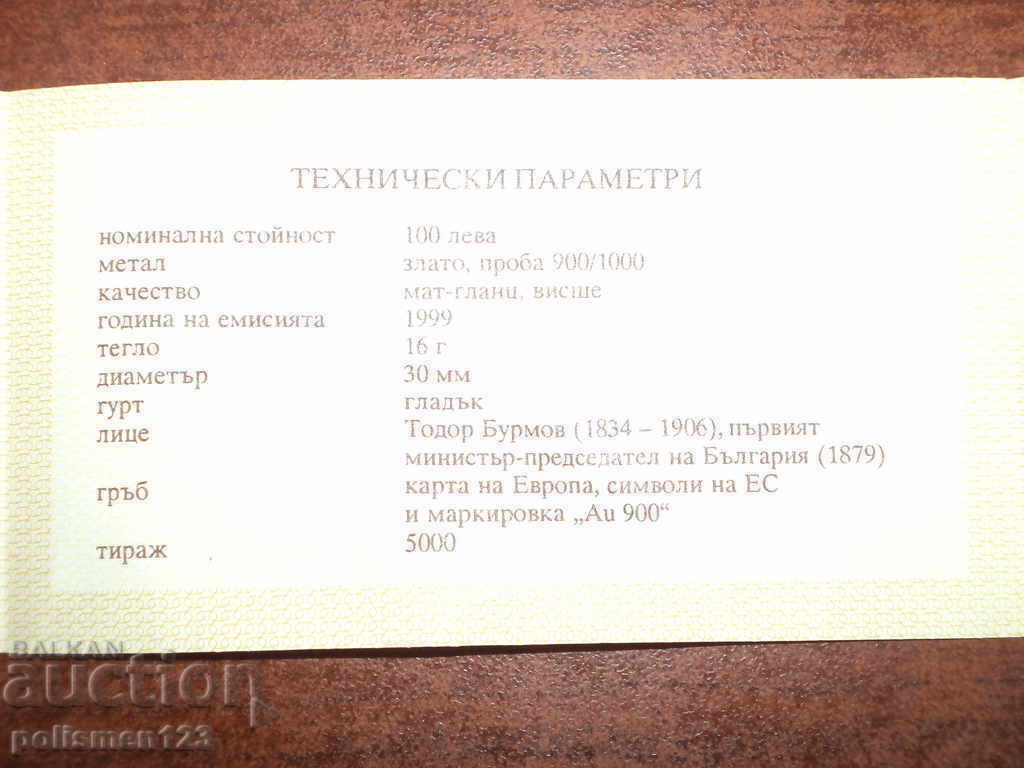 ТЕХНИЧЕСКИ ПАРАМЕТРИ
номинална стойност 100 лева
метал злато, проба 900/1000
качество мат-гланц, висше
година на емисията 1999
тегло 16 г
диаметър 30 мм
гурт гладък
лице Тодор Бурмов (1834 – 1906), първият
министър-председател на България (1879)
гръб карта на Европа, символи на ЕС
и маркировка „Au 900“
тираж 5000
BALKAN
auction
polismen123